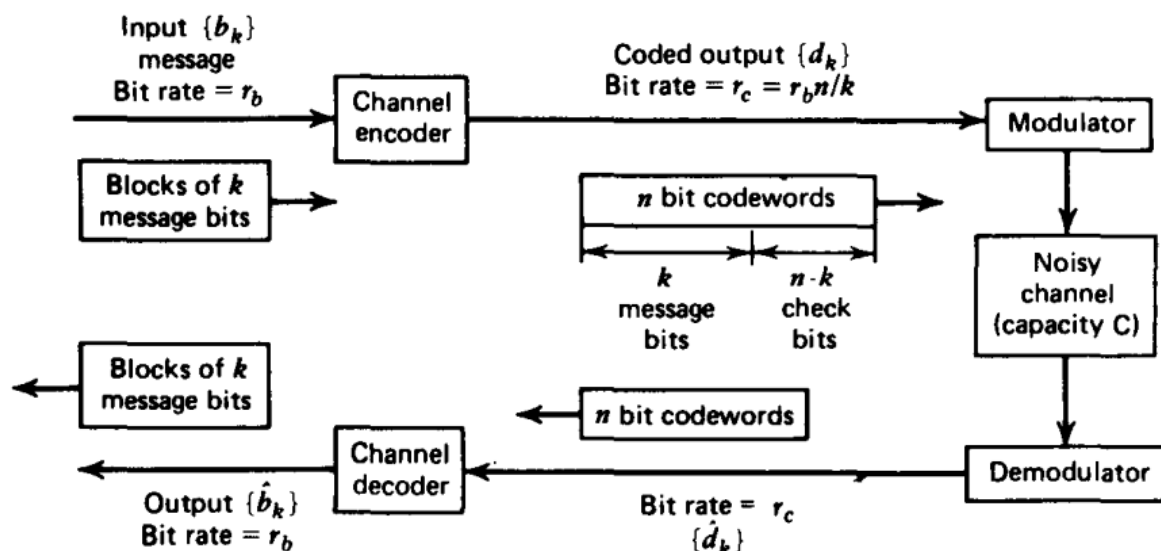 Input {b_k}
message
Bit rate = r_b
Channel
encoder
Coded output {d_k}
Bit rate = r_c = r_b n/k
Modulator
Blocks of k
message bits
n bit codewords
k
message
bits
n-k
check
bits
Noisy
channel
(capacity C)
Blocks of k
message bits
n bit codewords
Channel
decoder
Demodulator
Output {b̂_k}
Bit rate = r_b
Bit rate = r_c
{d̂_k}